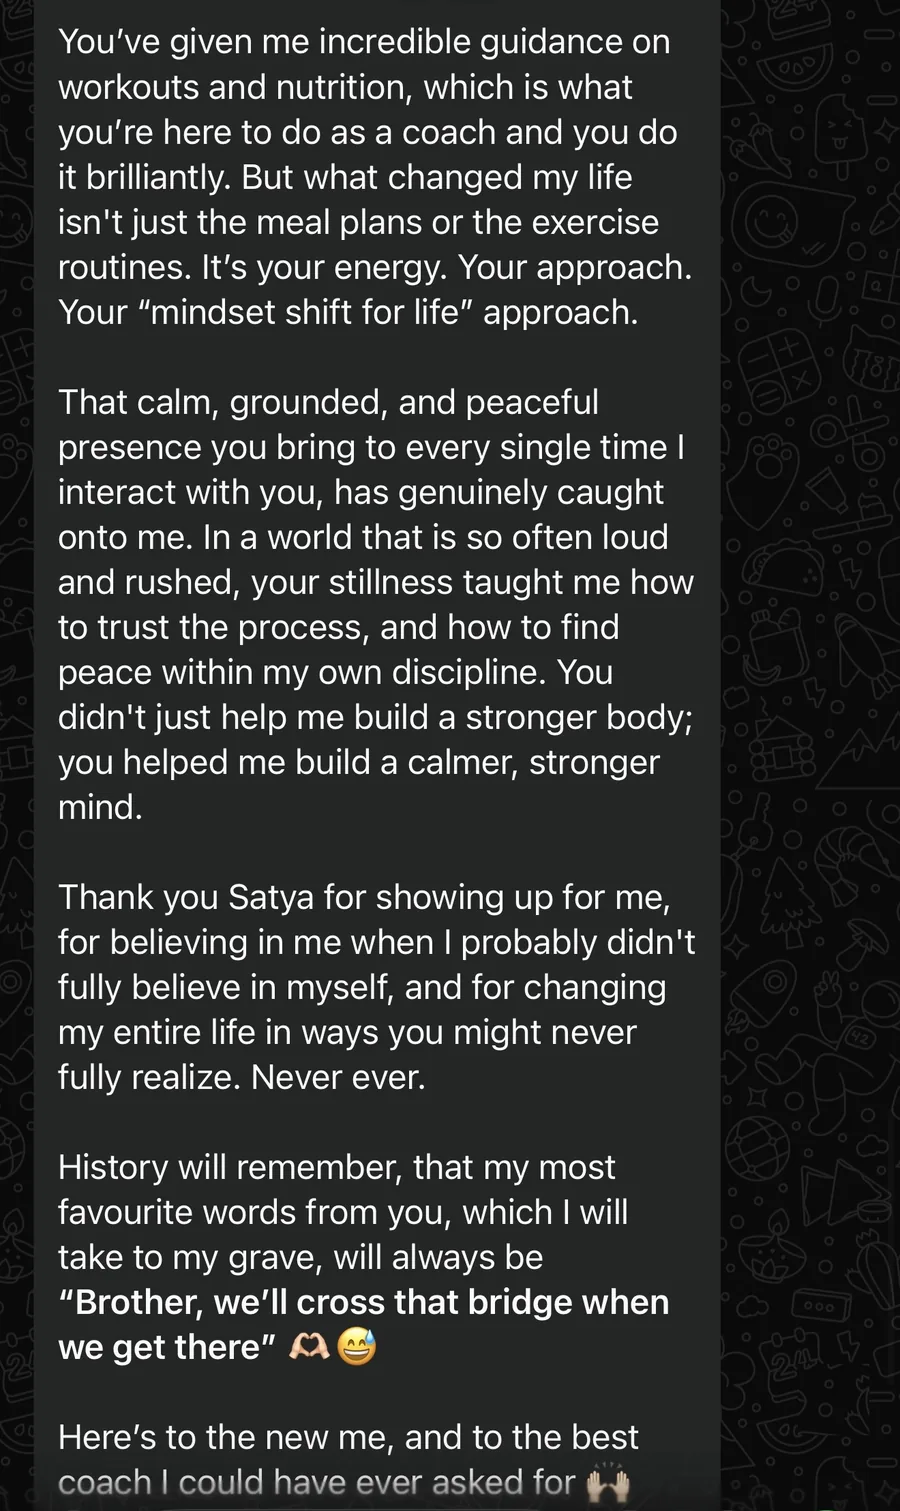 You’ve given me incredible guidance on
workouts and nutrition, which is what
you’re here to do as a coach and you do
it brilliantly. But what changed my life
isn't just the meal plans or the exercise
routines. It’s your energy. Your approach.
Your “mindset shift for life” approach.
That calm, grounded, and peaceful
presence you bring to every single time I
interact with you, has genuinely caught
onto me. In a world that is so often loud
and rushed, your stillness taught me how
to trust the process, and how to find
peace within my own discipline. You
didn't just help me build a stronger body;
you helped me build a calmer, stronger
mind.
Thank you Satya for showing up for me,
for believing in me when I probably didn't
fully believe in myself, and for changing
my entire life in ways you might never
fully realize. Never ever.
History will remember, that my most
favourite words from you, which I will
take to my grave, will always be
“Brother, we’ll cross that bridge when
we get there” 🫶🏼😅
Here’s to the new me, and to the best
coach I could have ever asked for 🙌🏼